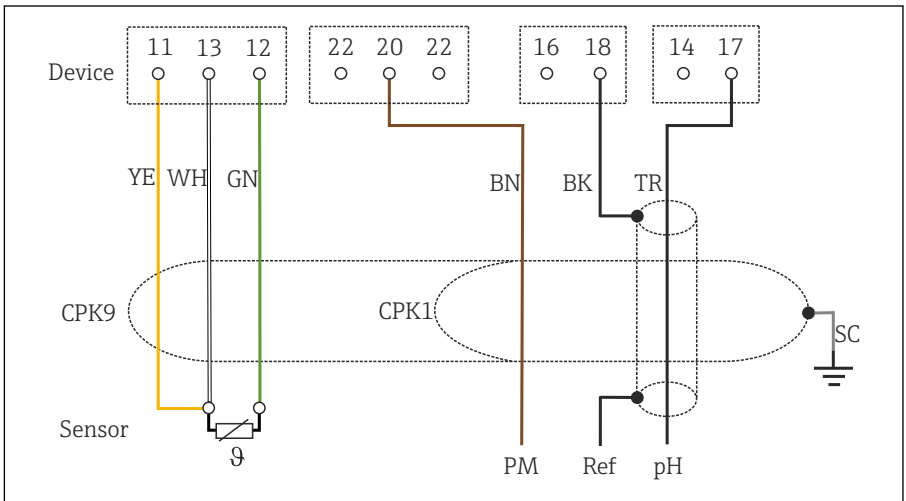 11 13 12 22 20 22 16 18 14 17
Device
YE WH GN BN BK TR
CPK9 CPK1
SC
Sensor
ϑ
PM Ref pH